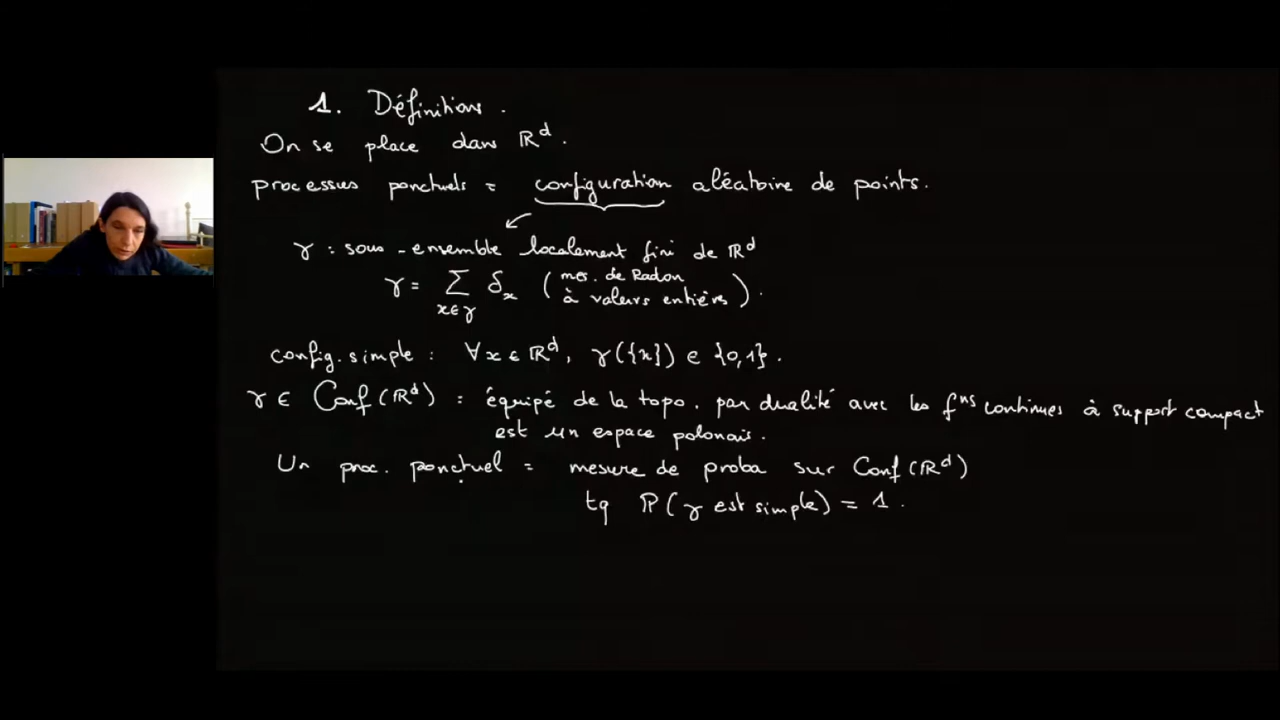 1. Définitions.
On se place dans ℝᵈ.
processus ponctuels = configuration aléatoire de points.
γ : sous-ensemble localement fini de ℝᵈ
γ = Σ_{x∈γ} δ_x (mes. de Radon à valeurs entières).
config. simple : ∀x ∈ ℝᵈ, γ({x}) ∈ {0,1}.
γ ∈ Conf(ℝᵈ) : équipé de la topo. par dualité avec les fⁿˢ continues à support compact
est un espace polonais.
Un proc. ponctuel = mesure de proba sur Conf(ℝᵈ)
tq ℙ(γ est simple) = 1.